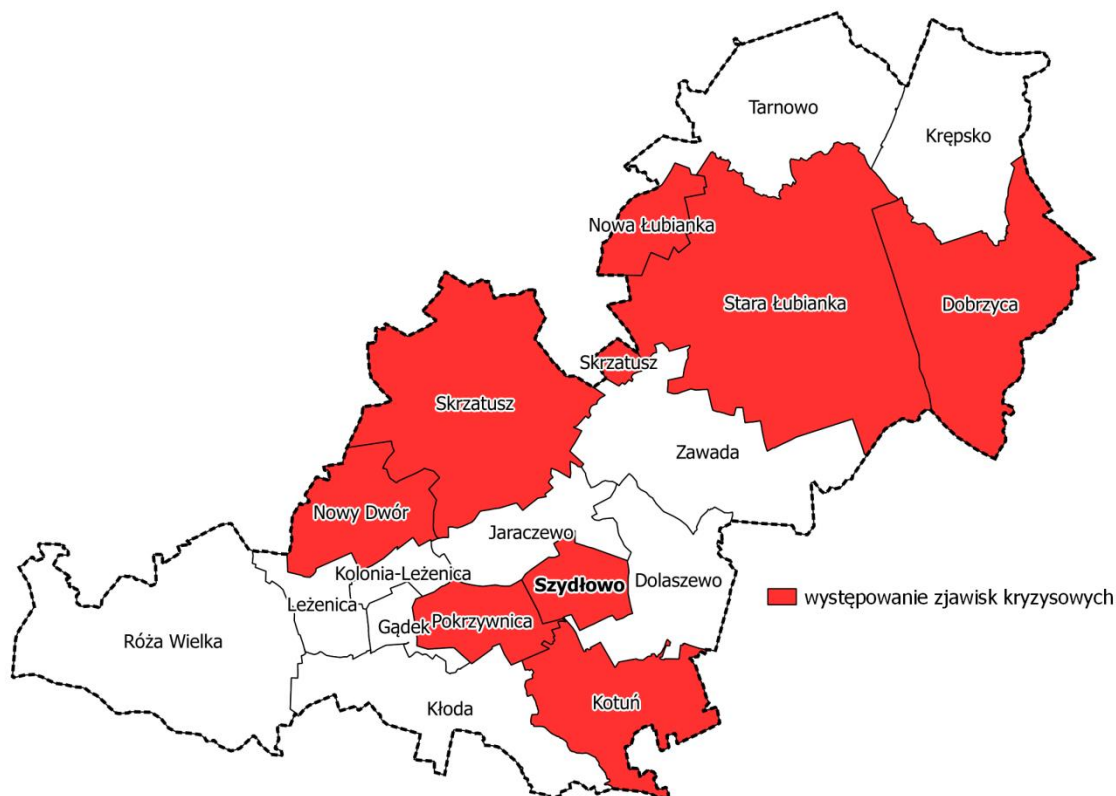 Tarnowo
Krępsko
Nowa Łubianka
Stara Łubianka
Dobrzyca
Skrzatusz
Skrzatusz
Zawada
Nowy Dwór
Jaraczewo
Kolonia-Leżenica
Szydłowo
Dolaszewo
Leżenica
występowanie zjawisk kryzysowych
Gądek
Pokrzywnica
Róża Wielka
Kłoda
Kotuń